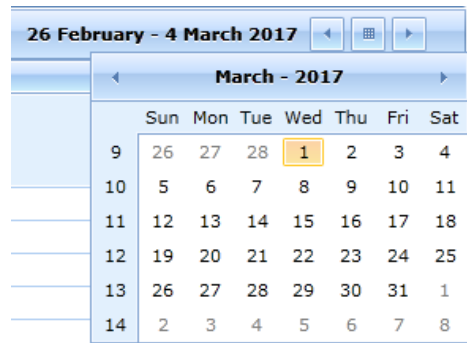 26 February - 4 March 2017
March - 2017
Sun Mon Tue Wed Thu Fri Sat
9 26 27 28 1 2 3 4
10 5 6 7 8 9 10 11
11 12 13 14 15 16 17 18
12 19 20 21 22 23 24 25
13 26 27 28 29 30 31 1
14 2 3 4 5 6 7 8